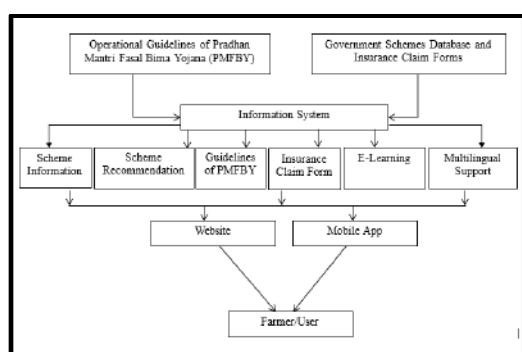 Operational Guidelines of Pradhan
Mantri Fasal Bima Yojana (PMFBY)
Government Schemes Database and
Insurance Claim Forms
Information System
Scheme
Information
Scheme
Recommendation
Guidelines
of PMFBY
Insurance
Claim Form
E-Learning
Multilingual
Support
Website
Mobile App
Farmer/User